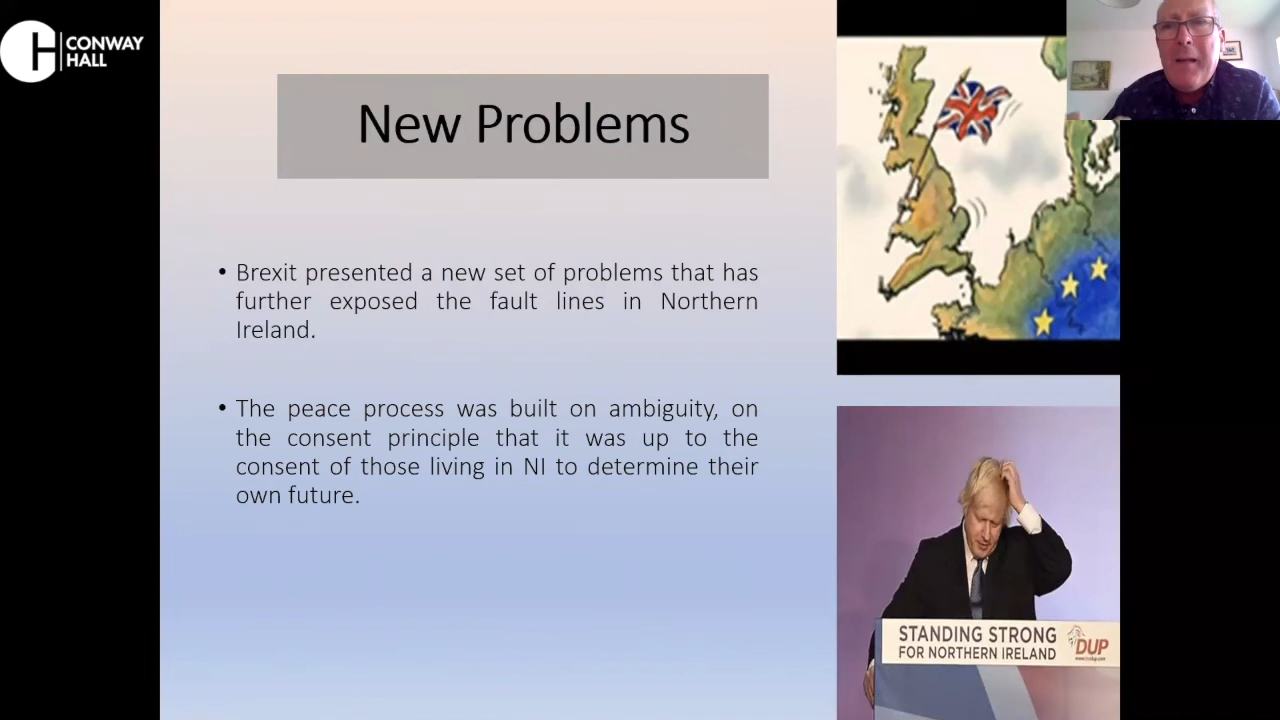 CONWAY
HALL
New Problems
• Brexit presented a new set of problems that has
further exposed the fault lines in Northern
Ireland.
• The peace process was built on ambiguity, on
the consent principle that it was up to the
consent of those living in NI to determine their
own future.
STANDING STRONG
FOR NORTHERN IRELAND
DUP